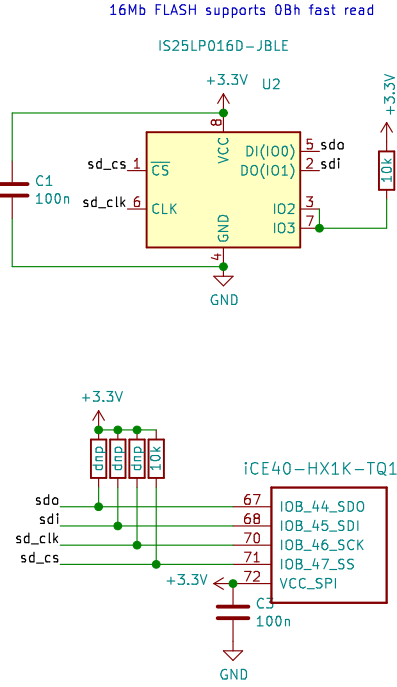 16Mb FLASH supports 0Bh fast read
IS25LP016D-JBLE
+3.3V
U2
+3.3V
8
VCC
sd_cs 1 CS
DI(IO0) 5 sdo
DO(IO1) 2 sdi
10k
C1
100n
sd_clk 6 CLK
IO2 3
IO3 7
GND
4
GND
+3.3V
dnp dnp dnp 10k
iCE40-HX1K-TQ1
sdo 67 IOB_44_SDO
sdi 68 IOB_45_SDI
sd_clk 70 IOB_46_SCK
sd_cs 71 IOB_47_SS
+3.3V 72 VCC_SPI
C3
100n
GND